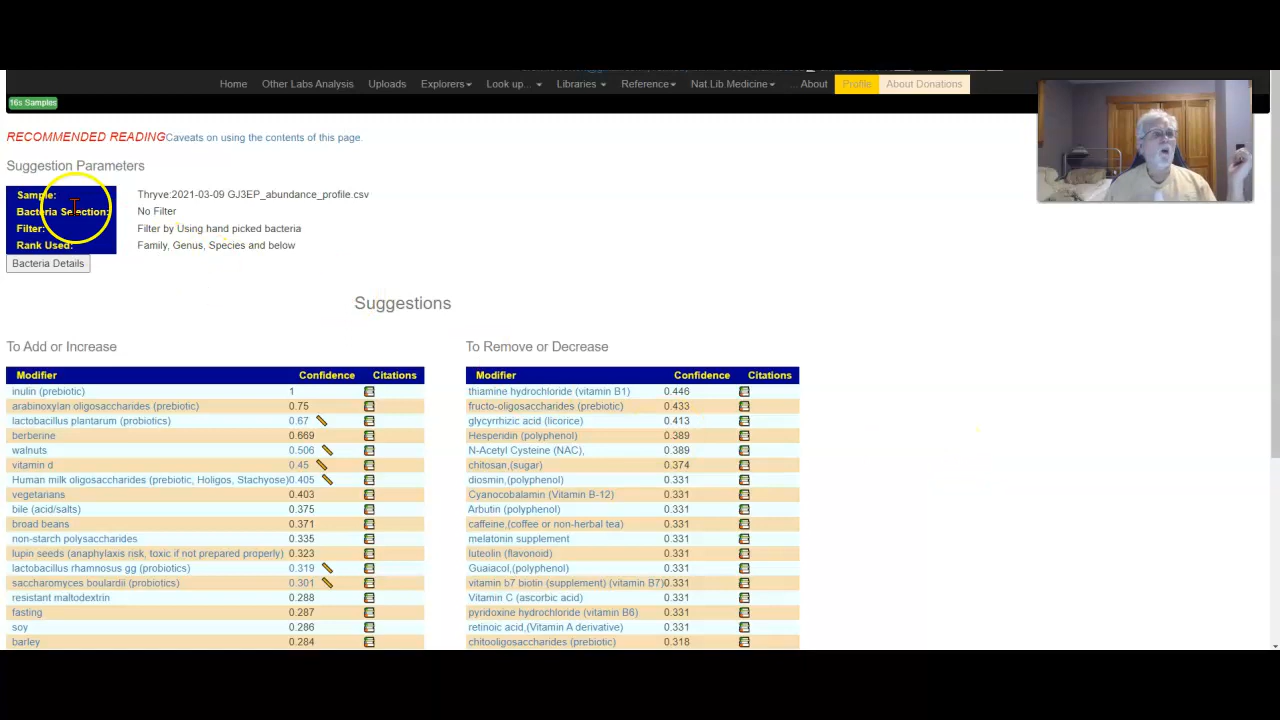 Home Other Labs Analysis Uploads Explorers Look up... Libraries Reference Nat.Lib.Medicine ... About Profile About Donations
16s Samples
RECOMMENDED READING Caveats on using the contents of this page.
Suggestion Parameters
Sample: Thryve:2021-03-09 GJ3EP_abundance_profile.csv
Bacteria Selection: No Filter
Filter: Filter by Using hand picked bacteria
Rank Used: Family, Genus, Species and below
Bacteria Details
Suggestions
To Add or Increase
Modifier Confidence Citations
inulin (prebiotic) 1
arabinoxylan oligosaccharides (prebiotic) 0.75
lactobacillus plantarum (probiotics) 0.67
berberine 0.669
walnuts 0.506
vitamin d 0.45
Human milk oligosaccharides (prebiotic, Holigos, Stachyose) 0.405
vegetarians 0.403
bile (acid/salts) 0.375
broad beans 0.371
non-starch polysaccharides 0.335
lupin seeds (anaphylaxis risk, toxic if not prepared properly) 0.323
lactobacillus rhamnosus gg (probiotics) 0.319
saccharomyces boulardii (probiotics) 0.301
resistant maltodextrin 0.288
fasting 0.287
soy 0.286
barley 0.284
To Remove or Decrease
Modifier Confidence Citations
thiamine hydrochloride (vitamin B1) 0.446
fructo-oligosaccharides (prebiotic) 0.433
glycyrrhizic acid (licorice) 0.413
Hesperidin (polyphenol) 0.389
N-Acetyl Cysteine (NAC), 0.389
chitosan,(sugar) 0.374
diosmin,(polyphenol) 0.331
Cyanocobalamin (Vitamin B-12) 0.331
Arbutin (polyphenol) 0.331
caffeine,(coffee or non-herbal tea) 0.331
melatonin supplement 0.331
luteolin (flavonoid) 0.331
Guaiacol,(polyphenol) 0.331
vitamin b7 biotin (supplement) (vitamin B7) 0.331
Vitamin C (ascorbic acid) 0.331
pyridoxine hydrochloride (vitamin B6) 0.331
retinoic acid,(Vitamin A derivative) 0.331
chitooligosaccharides (prebiotic) 0.318